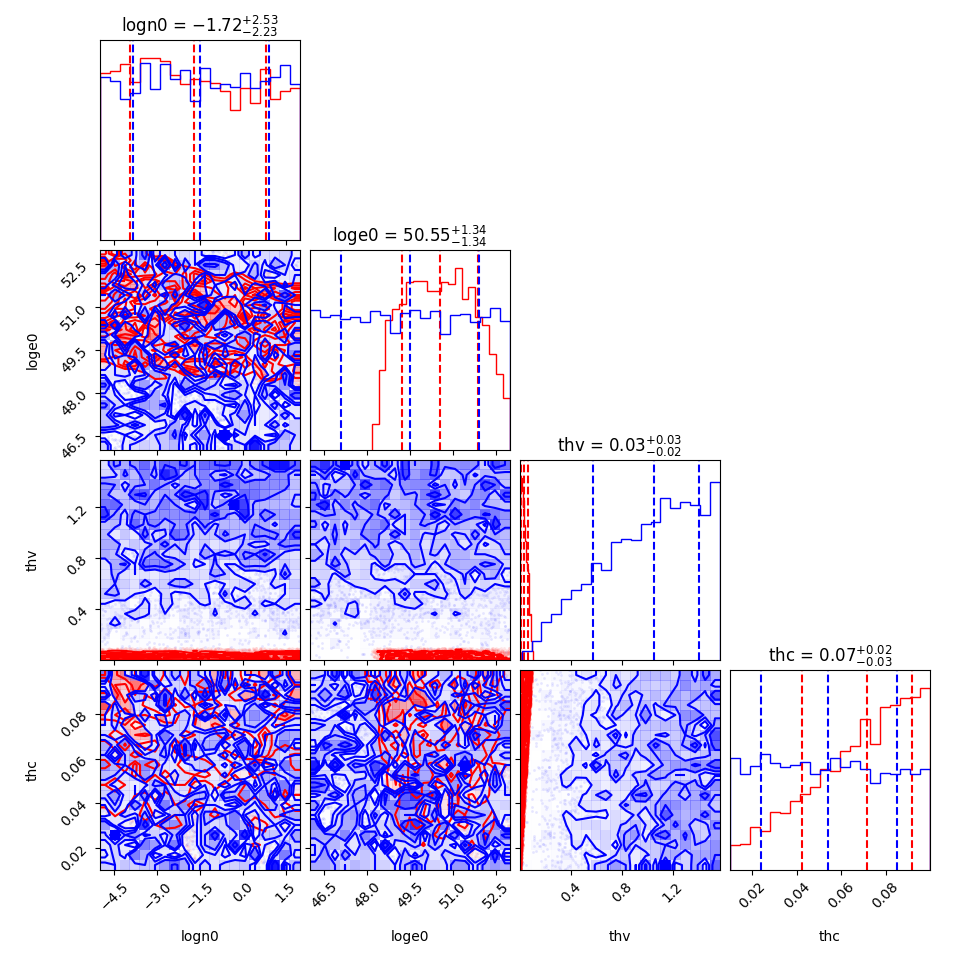 logn0 = −1.72+2.53−2.23
52.5
51.0
49.5
48.0
46.5
loge0
loge0 = 50.55+1.34−1.34
1.2
0.8
0.4
thv
thv = 0.03+0.03−0.02
0.08
0.06
0.04
0.02
thc
thc = 0.07+0.02−0.03
−4.5 −3.0 −1.5 0.0 1.5
46.5 48.0 49.5 51.0 52.5
0.4 0.8 1.2
0.02 0.04 0.06 0.08
logn0 loge0 thv thc